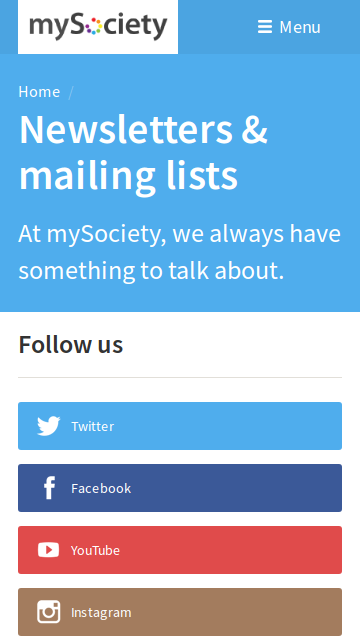 mySociety
Menu
Home /
Newsletters &
mailing lists
At mySociety, we always have
something to talk about.
Follow us
Twitter
Facebook
YouTube
Instagram